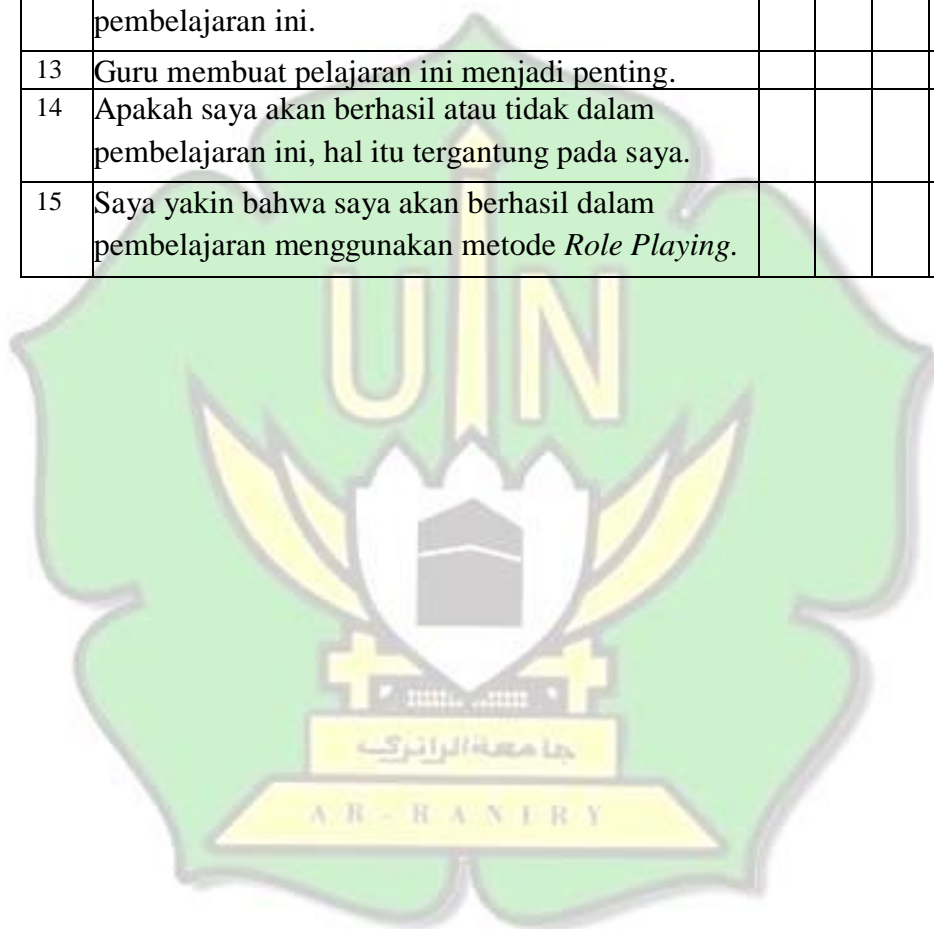 pembelajaran ini.
13 Guru membuat pelajaran ini menjadi penting.
14 Apakah saya akan berhasil atau tidak dalam
pembelajaran ini, hal itu tergantung pada saya.
15 Saya yakin bahwa saya akan berhasil dalam
pembelajaran menggunakan metode Role Playing.
UIN
جامعة الرانري
AR-RANIRY